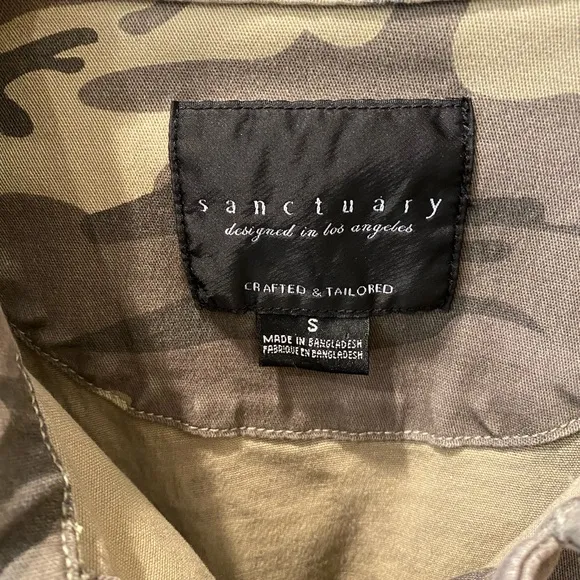 sanctuary
designed in los angeles
CRAFTED & TAILORED
S
MADE IN BANGLADESH
FABRIQUE EN BANGLADESH